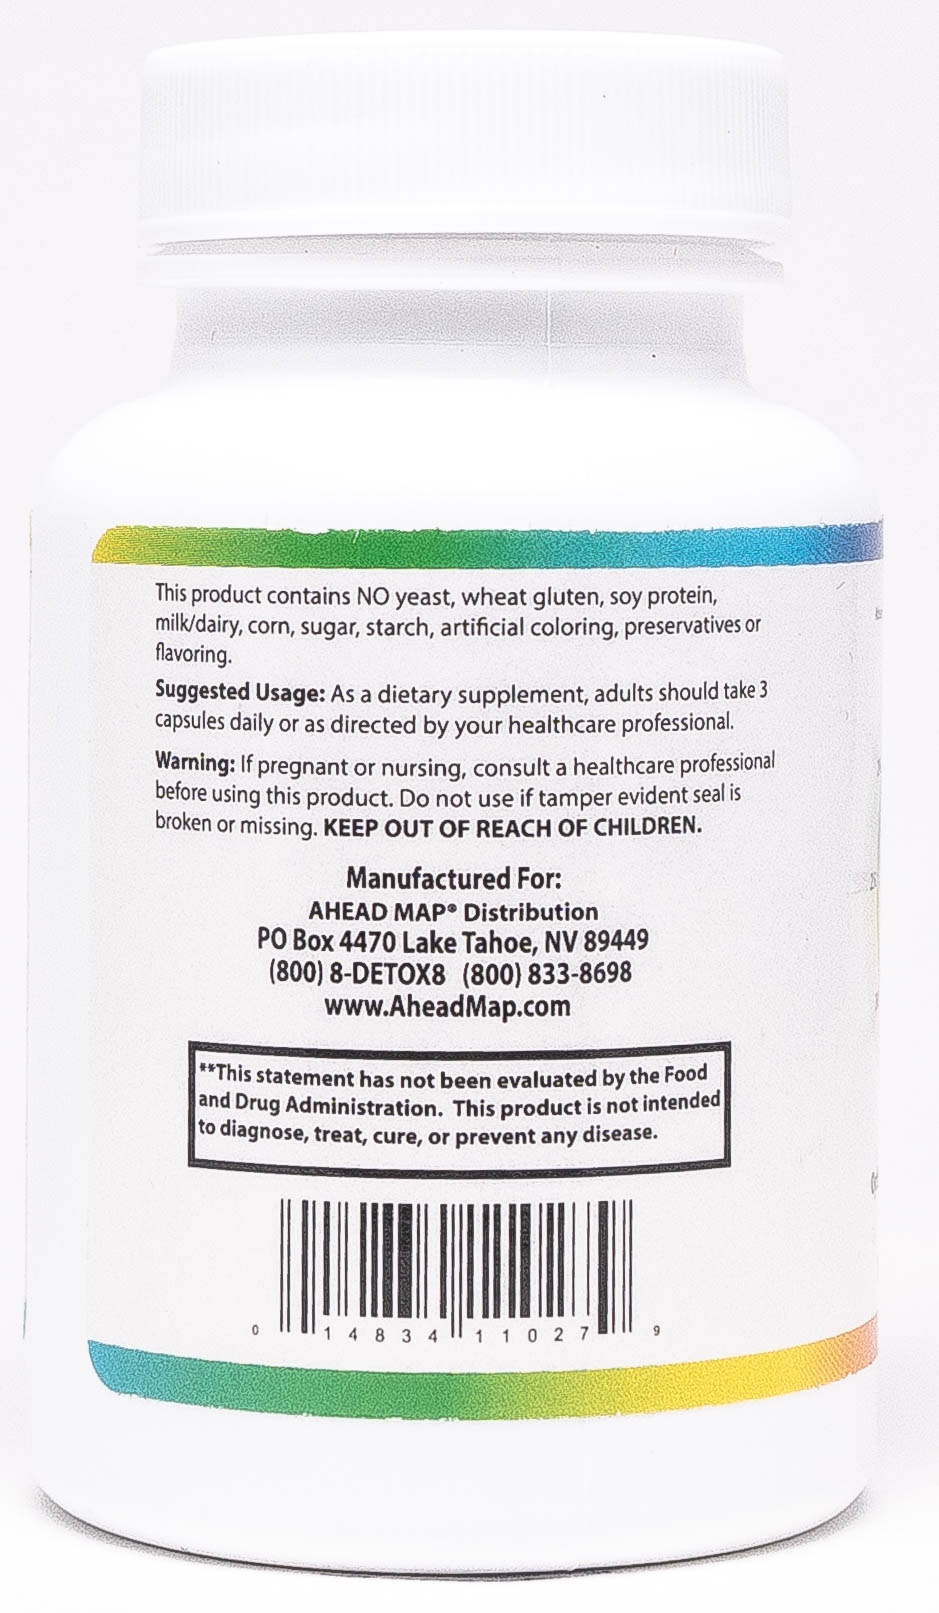 This product contains NO yeast, wheat gluten, soy protein,
milk/dairy, corn, sugar, starch, artificial coloring, preservatives or
flavoring.
Suggested Usage: As a dietary supplement, adults should take 3
capsules daily or as directed by your healthcare professional.
Warning: If pregnant or nursing, consult a healthcare professional
before using this product. Do not use if tamper evident seal is
broken or missing. KEEP OUT OF REACH OF CHILDREN.
Manufactured For:
AHEAD MAP® Distribution
PO Box 4470 Lake Tahoe, NV 89449
(800) 8-DETOX8 (800) 833-8698
www.AheadMap.com
**This statement has not been evaluated by the Food
and Drug Administration. This product is not intended
to diagnose, treat, cure, or prevent any disease.
0 14834 11027 9